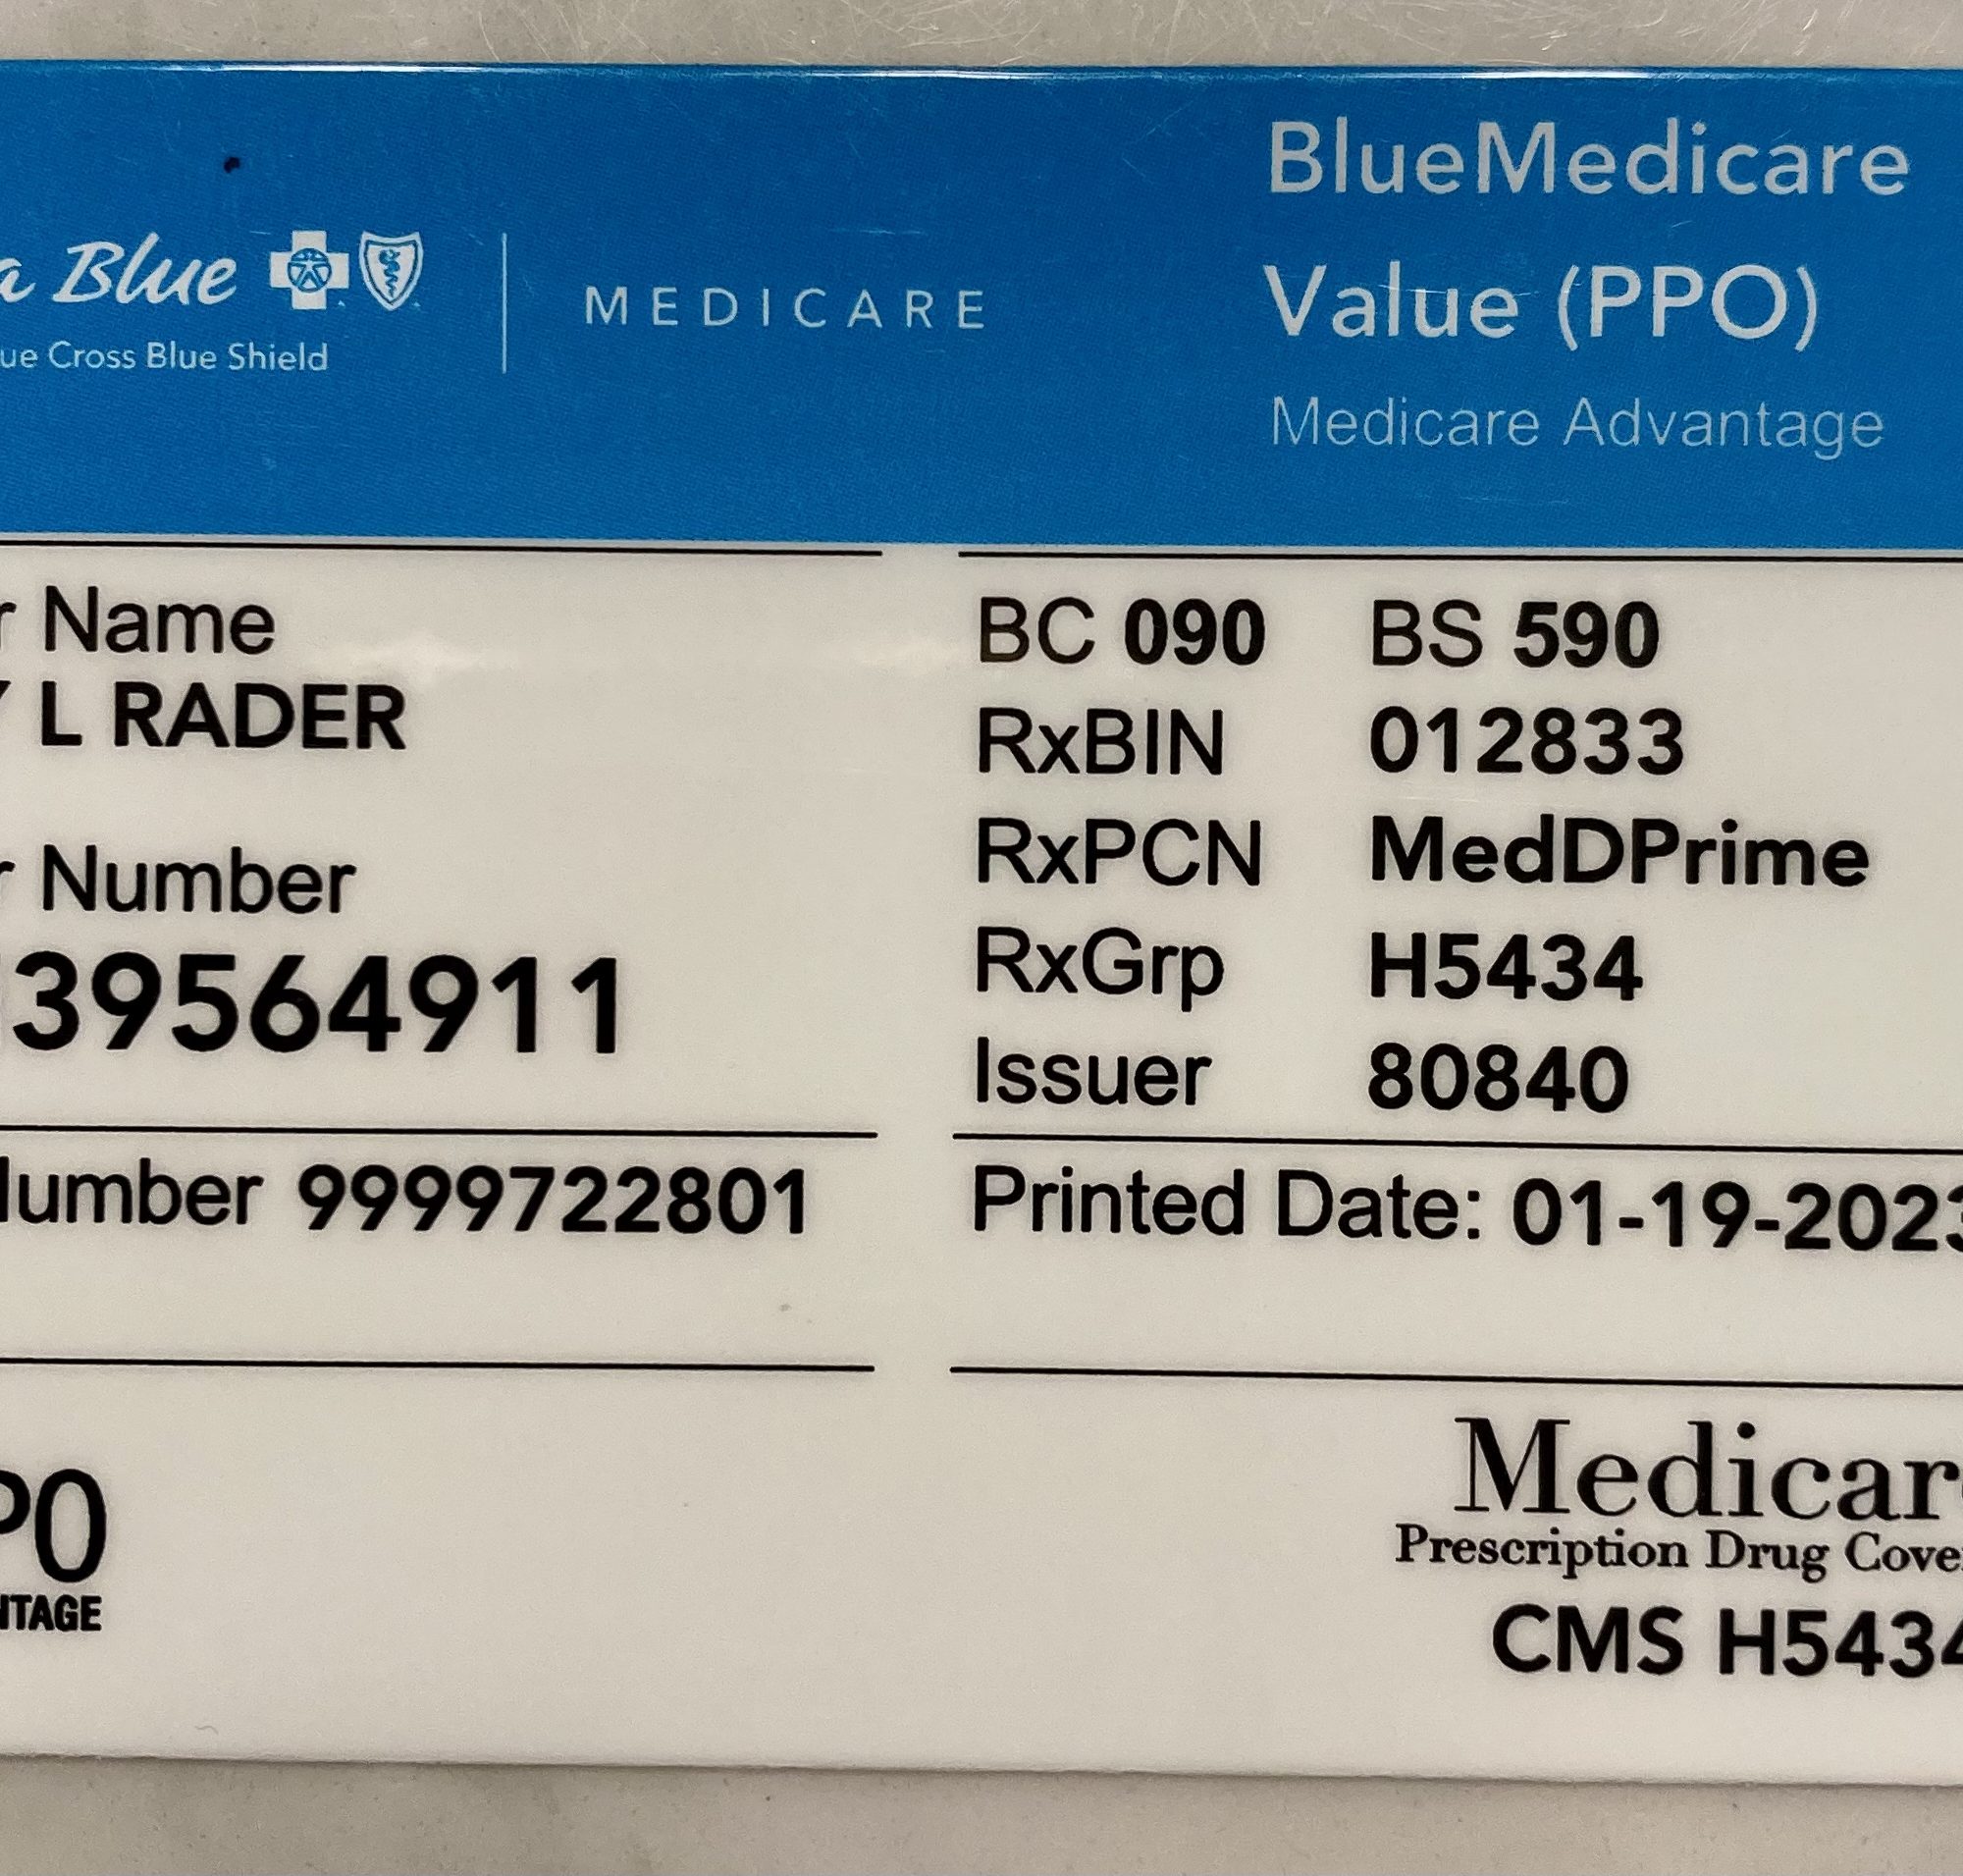 BlueMedicare
Value (PPO)
Medicare Advantage
a Blue
MEDICARE
ue Cross Blue Shield
r Name
L RADER
r Number
39564911
umber 9999722801
BC 090 BS 590
RxBIN 012833
RxPCN MedDPrime
RxGrp H5434
Issuer 80840
Printed Date: 01-19-2023
PO
NTAGE
Medicare
Prescription Drug Cove
CMS H5434